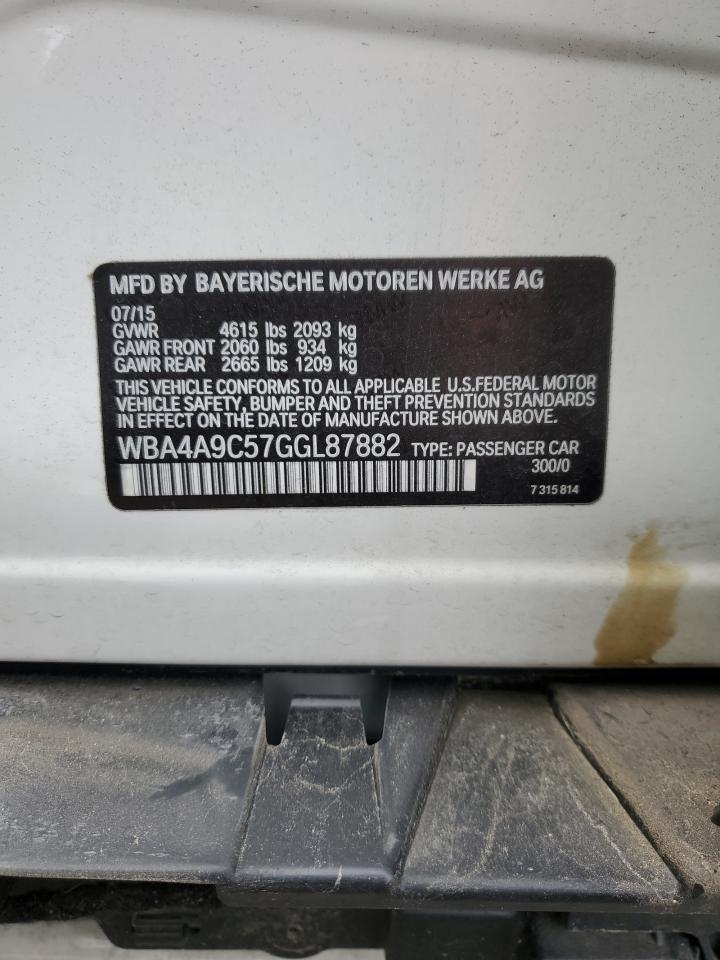 MFD BY BAYERISCHE MOTOREN WERKE AG
07/15
GVWR 4615 lbs 2093 kg
GAWR FRONT 2060 lbs 934 kg
GAWR REAR 2665 lbs 1209 kg
THIS VEHICLE CONFORMS TO ALL APPLICABLE U.S.FEDERAL MOTOR
VEHICLE SAFETY, BUMPER AND THEFT PREVENTION STANDARDS
IN EFFECT ON THE DATE OF MANUFACTURE SHOWN ABOVE.
WBA4A9C57GGL87882 TYPE: PASSENGER CAR
300/0
7 315 814